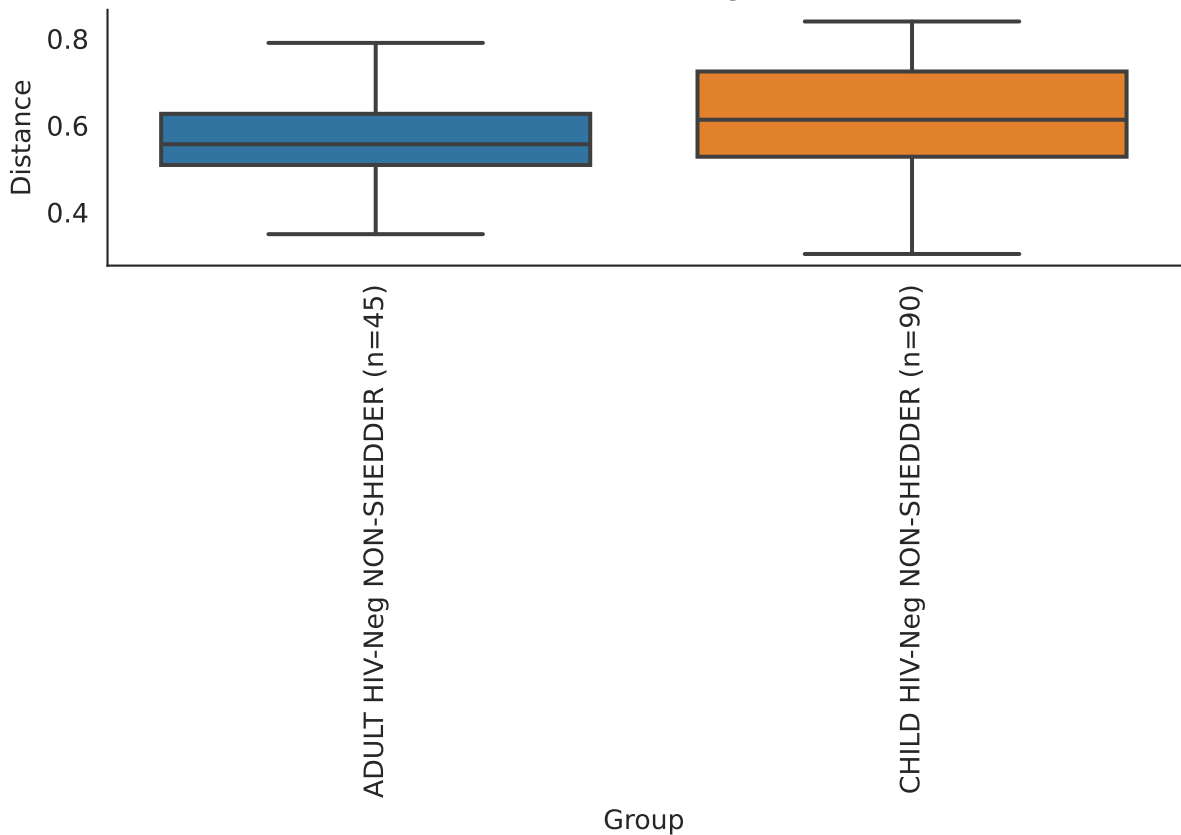 Distance
0.8
0.6
0.4
ADULT HIV-Neg NON-SHEDDER (n=45)
CHILD HIV-Neg NON-SHEDDER (n=90)
Group